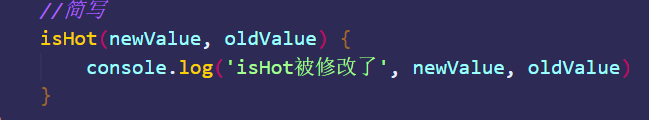 //简写
isHot(newValue, oldValue) {
console.log('isHot被修改了', newValue, oldValue)
}